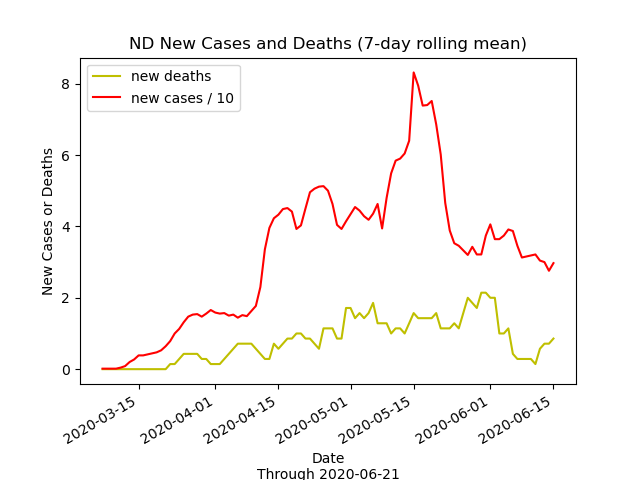 ND New Cases and Deaths (7-day rolling mean)
new deaths
new cases / 10
New Cases or Deaths
8
6
4
2
0
2020-03-15
2020-04-01
2020-04-15
2020-05-01
2020-05-15
2020-06-01
2020-06-15
Date
Through 2020-06-21